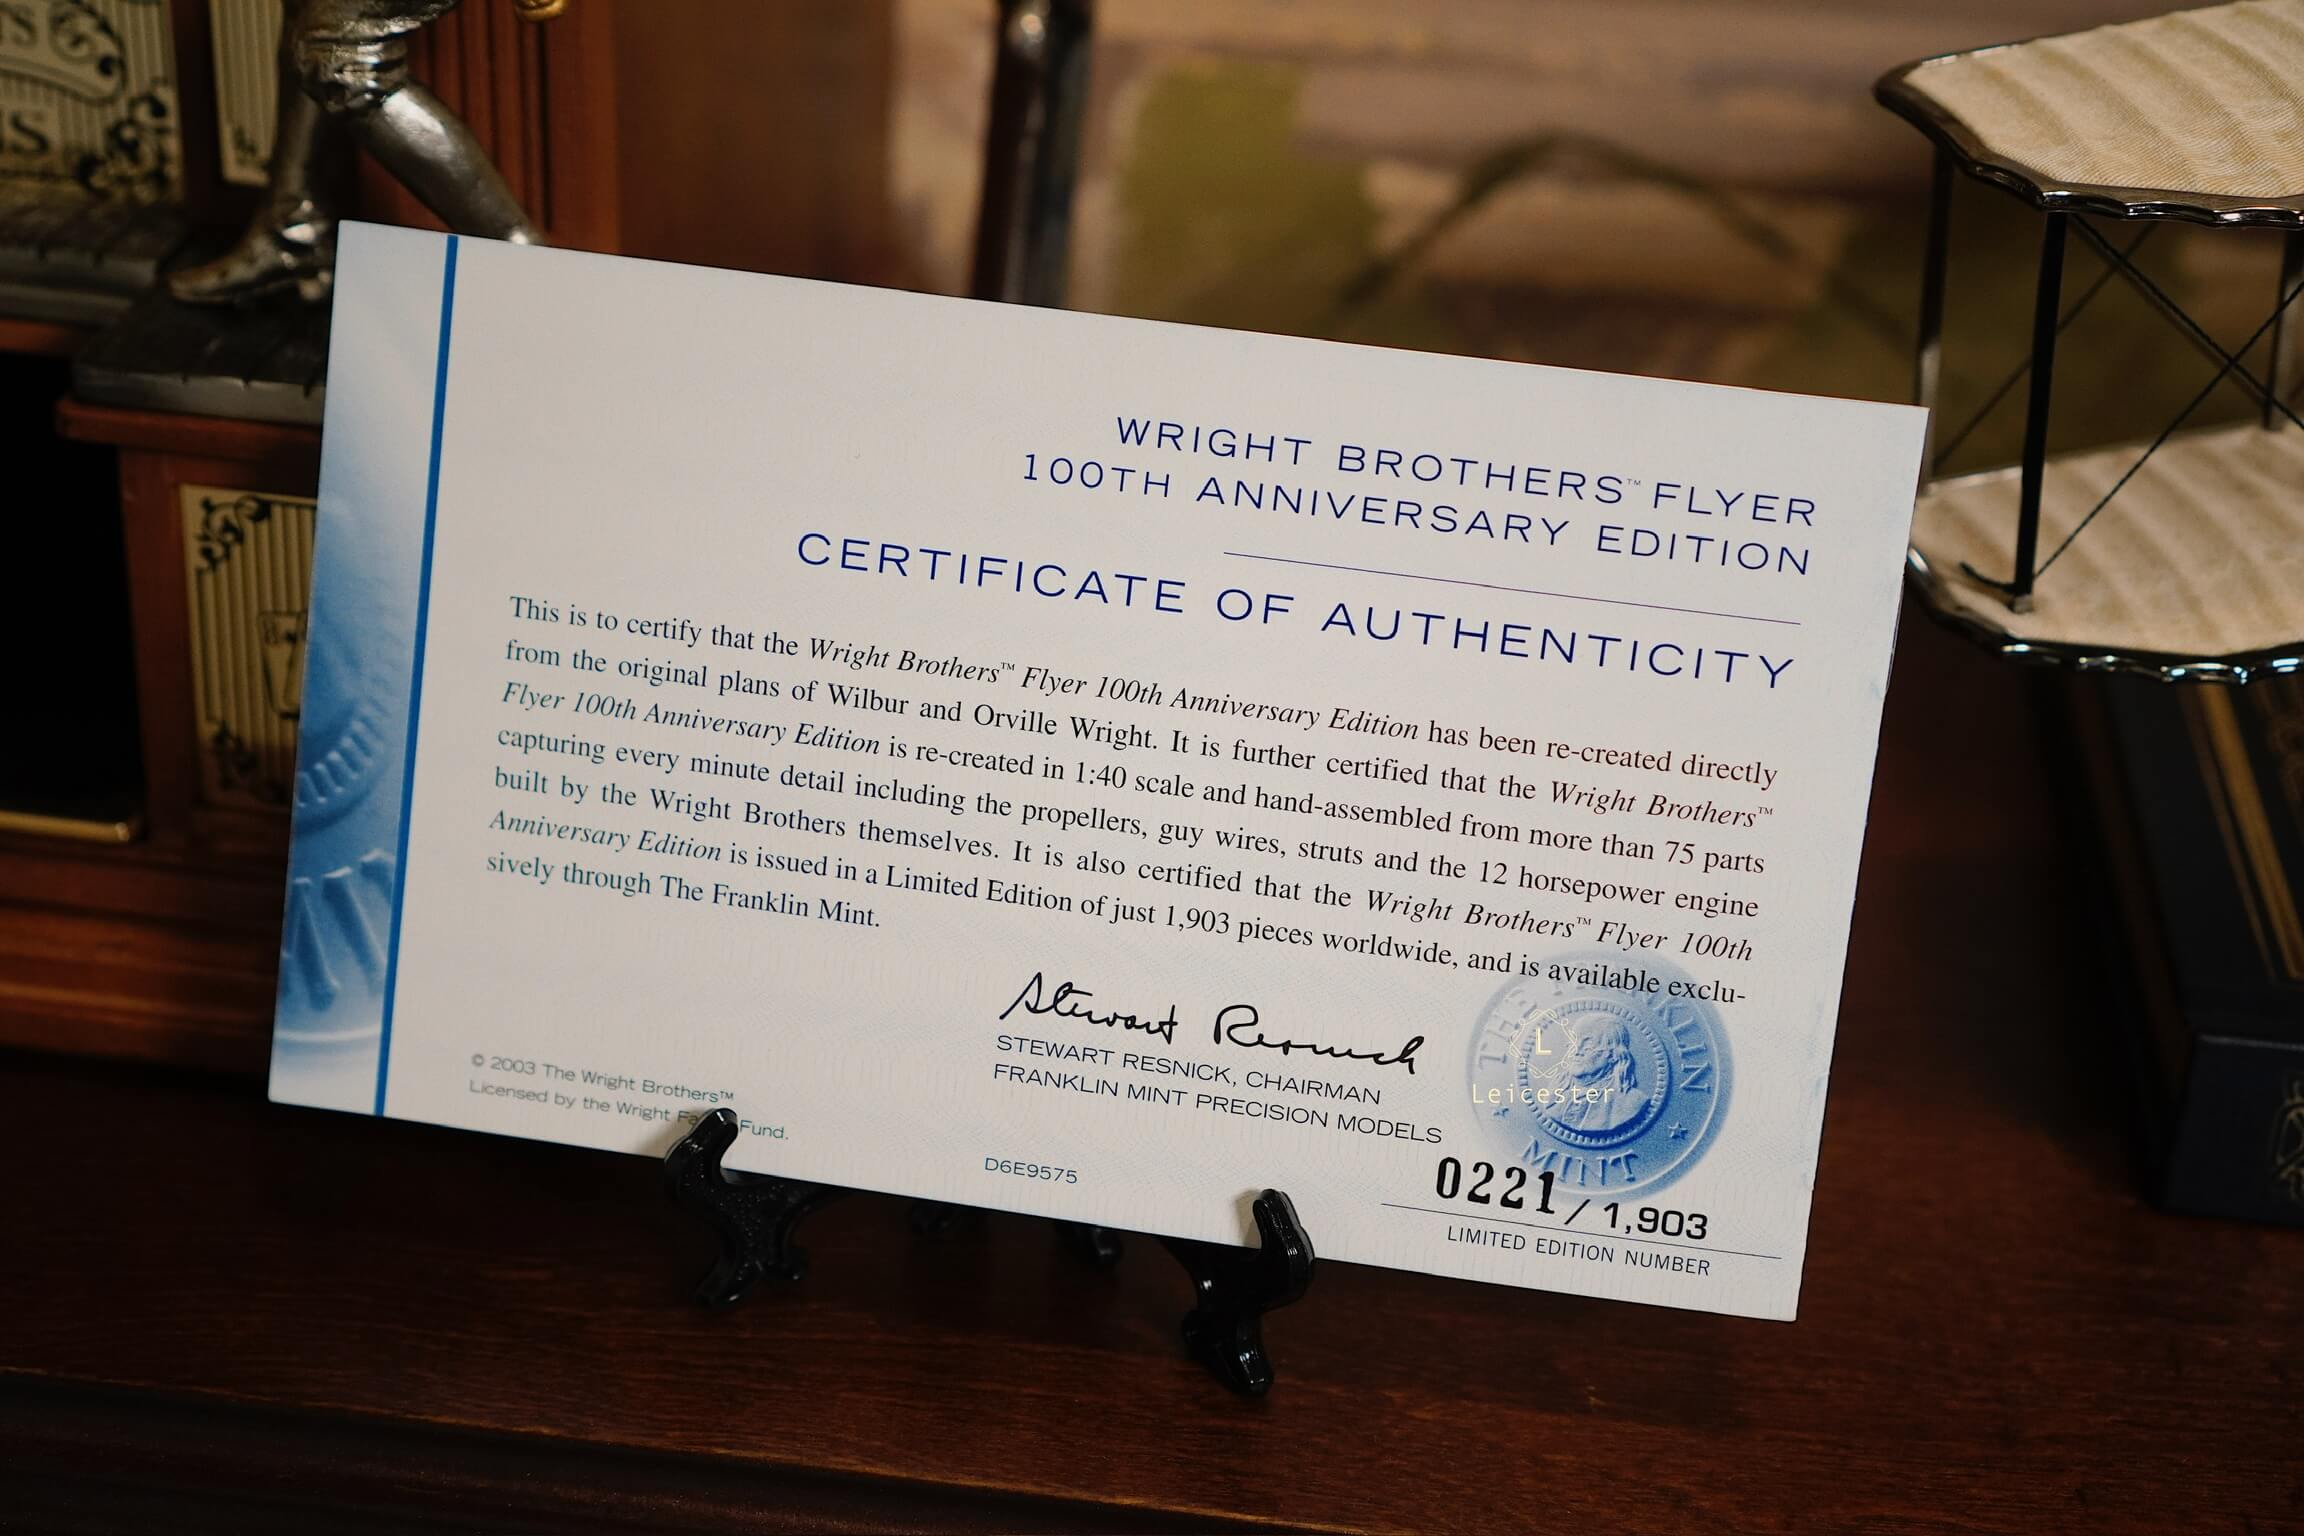 WRIGHT BROTHERS™ FLYER
100TH ANNIVERSARY EDITION
CERTIFICATE OF AUTHENTICITY
This is to certify that the Wright Brothers™ Flyer 100th Anniversary Edition has been re-created directly
from the original plans of Wilbur and Orville Wright. It is further certified that the Wright Brothers™
Flyer 100th Anniversary Edition is re-created in 1:40 scale and hand-assembled from more than 75 parts
capturing every minute detail including the propellers, guy wires, struts and the 12 horsepower engine
built by the Wright Brothers themselves. It is also certified that the Wright Brothers™ Flyer 100th
Anniversary Edition is issued in a Limited Edition of just 1,903 pieces worldwide, and is available exclu-
sively through The Franklin Mint.
Stewart Resnick
STEWART RESNICK, CHAIRMAN
FRANKLIN MINT PRECISION MODELS
© 2003 The Wright Brothers™
Licensed by the Wright Fund.
D6E9575
THE FRANKLIN MINT
L
Leicester
0221 / 1,903
LIMITED EDITION NUMBER